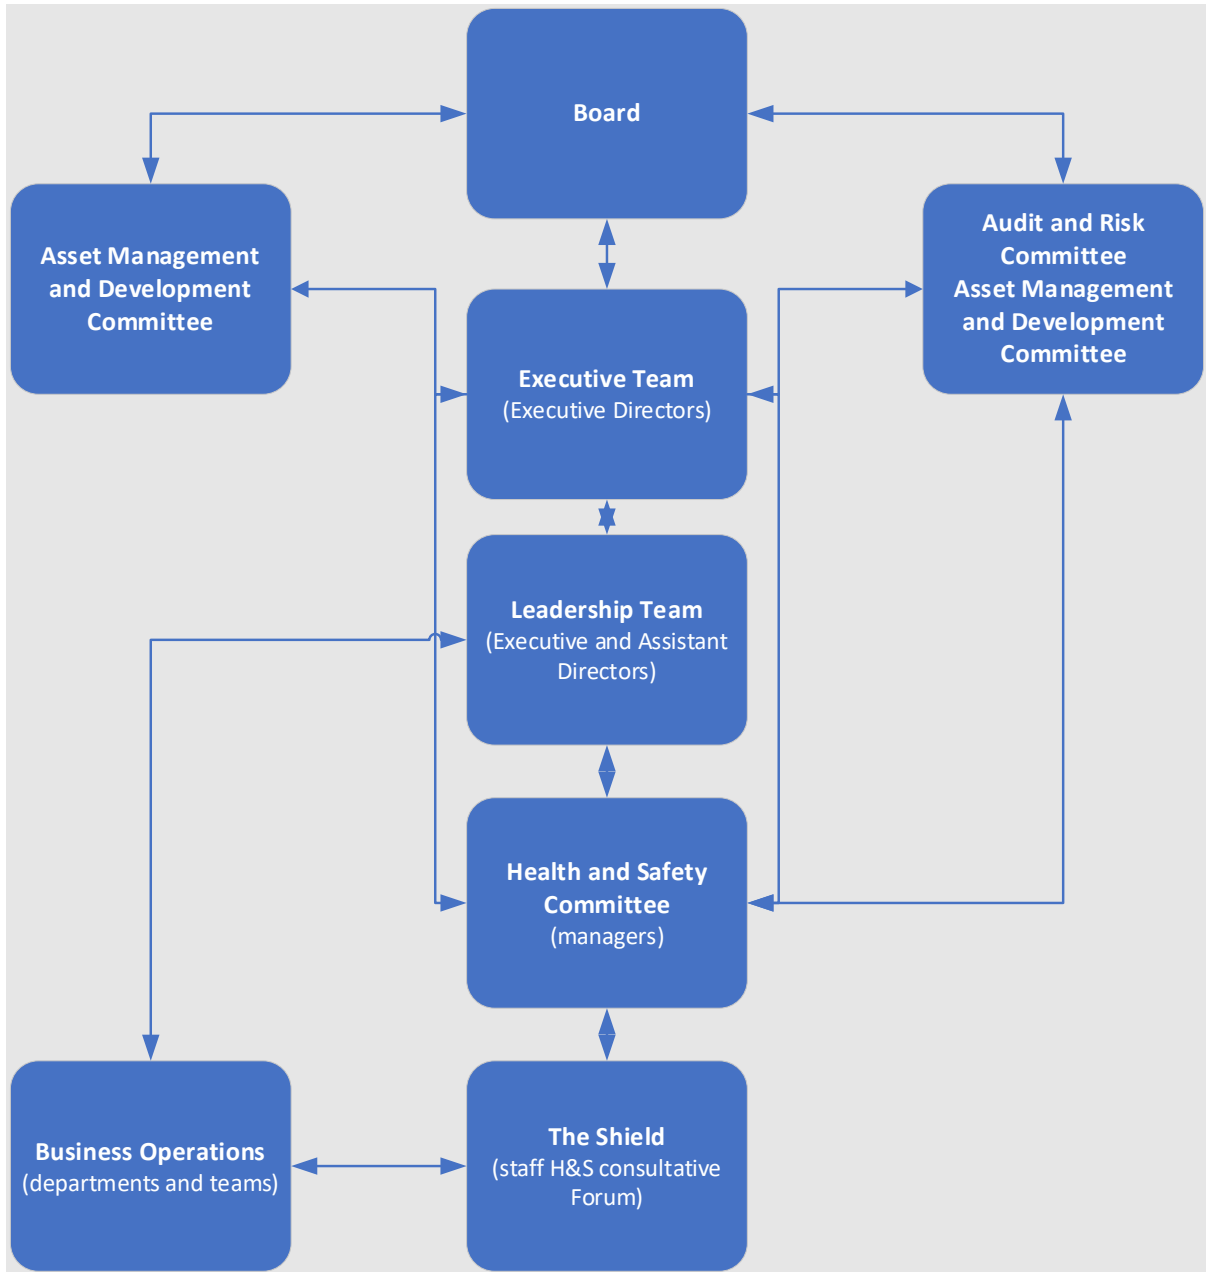 Board
Asset Management
and Development
Committee
Audit and Risk
Committee
Asset Management
and Development
Committee
Executive Team
(Executive Directors)
Leadership Team
(Executive and Assistant
Directors)
Health and Safety
Committee
(managers)
Business Operations
(departments and teams)
The Shield
(staff H&S consultative
Forum)